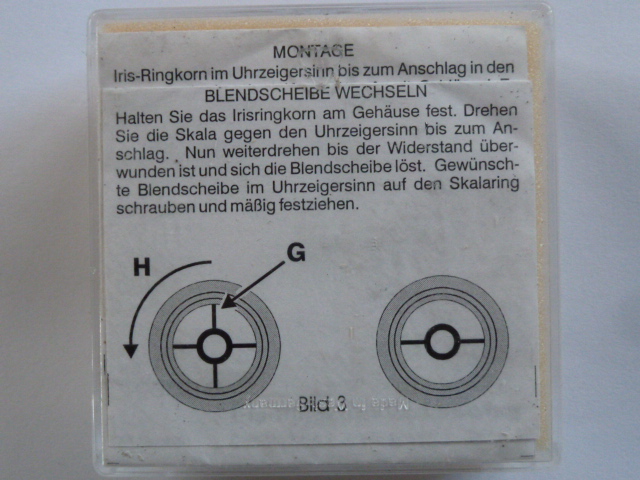 MONTAGE
Iris-Ringkorn im Uhrzeigersinn bis zum Anschlag in den
BLENDSCHEIBE WECHSELN
Halten Sie das Irisringkorn am Gehäuse fest. Drehen
Sie die Skala gegen den Uhrzeigersinn bis zum An-
schlag. Nun weiterdrehen bis der Widerstand über-
wunden ist und sich die Blendscheibe löst. Gewünsch-
te Blendscheibe im Uhrzeigersinn auf den Skalaring
schrauben und mäßig festziehen.
H
G
Bild 3
Made in Germany